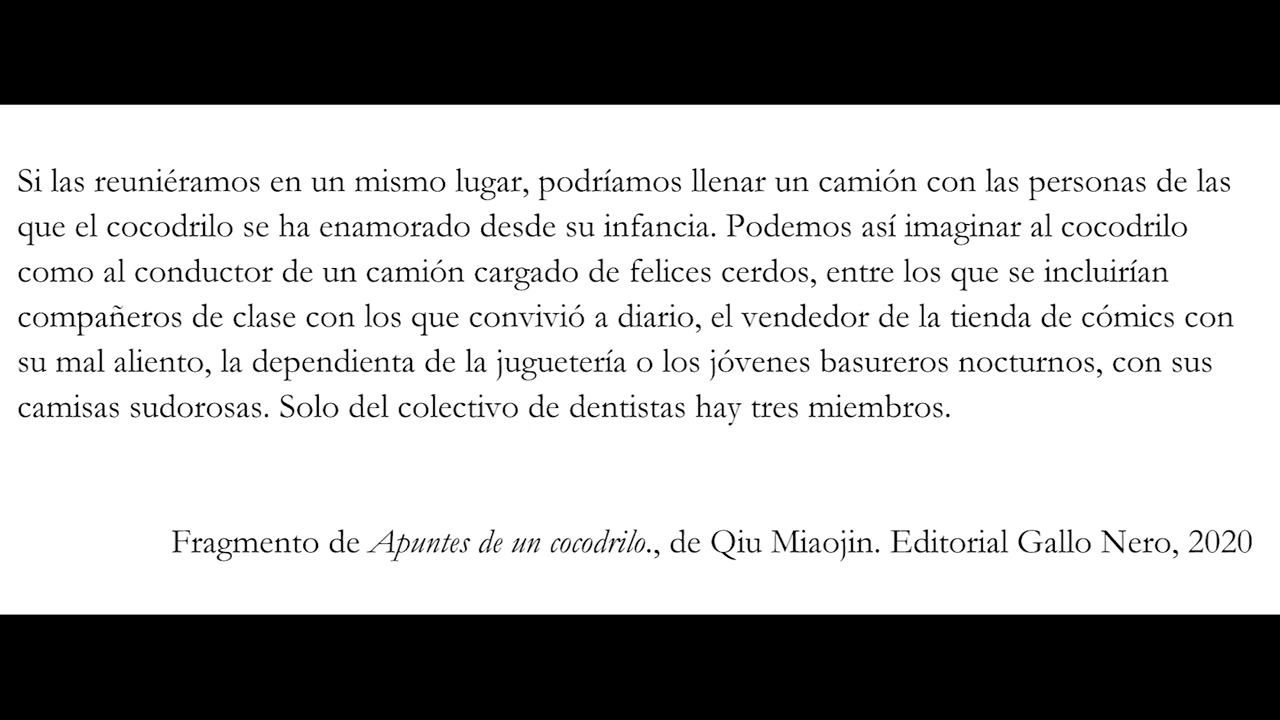 Si las reuniéramos en un mismo lugar, podríamos llenar un camión con las personas de las
que el cocodrilo se ha enamorado desde su infancia. Podemos así imaginar al cocodrilo
como al conductor de un camión cargado de felices cerdos, entre los que se incluirían
compañeros de clase con los que convivió a diario, el vendedor de la tienda de cómics con
su mal aliento, la dependienta de la juguetería o los jóvenes basureros nocturnos, con sus
camisas sudorosas. Solo del colectivo de dentistas hay tres miembros.
Fragmento de Apuntes de un cocodrilo., de Qiu Miaojin. Editorial Gallo Nero, 2020